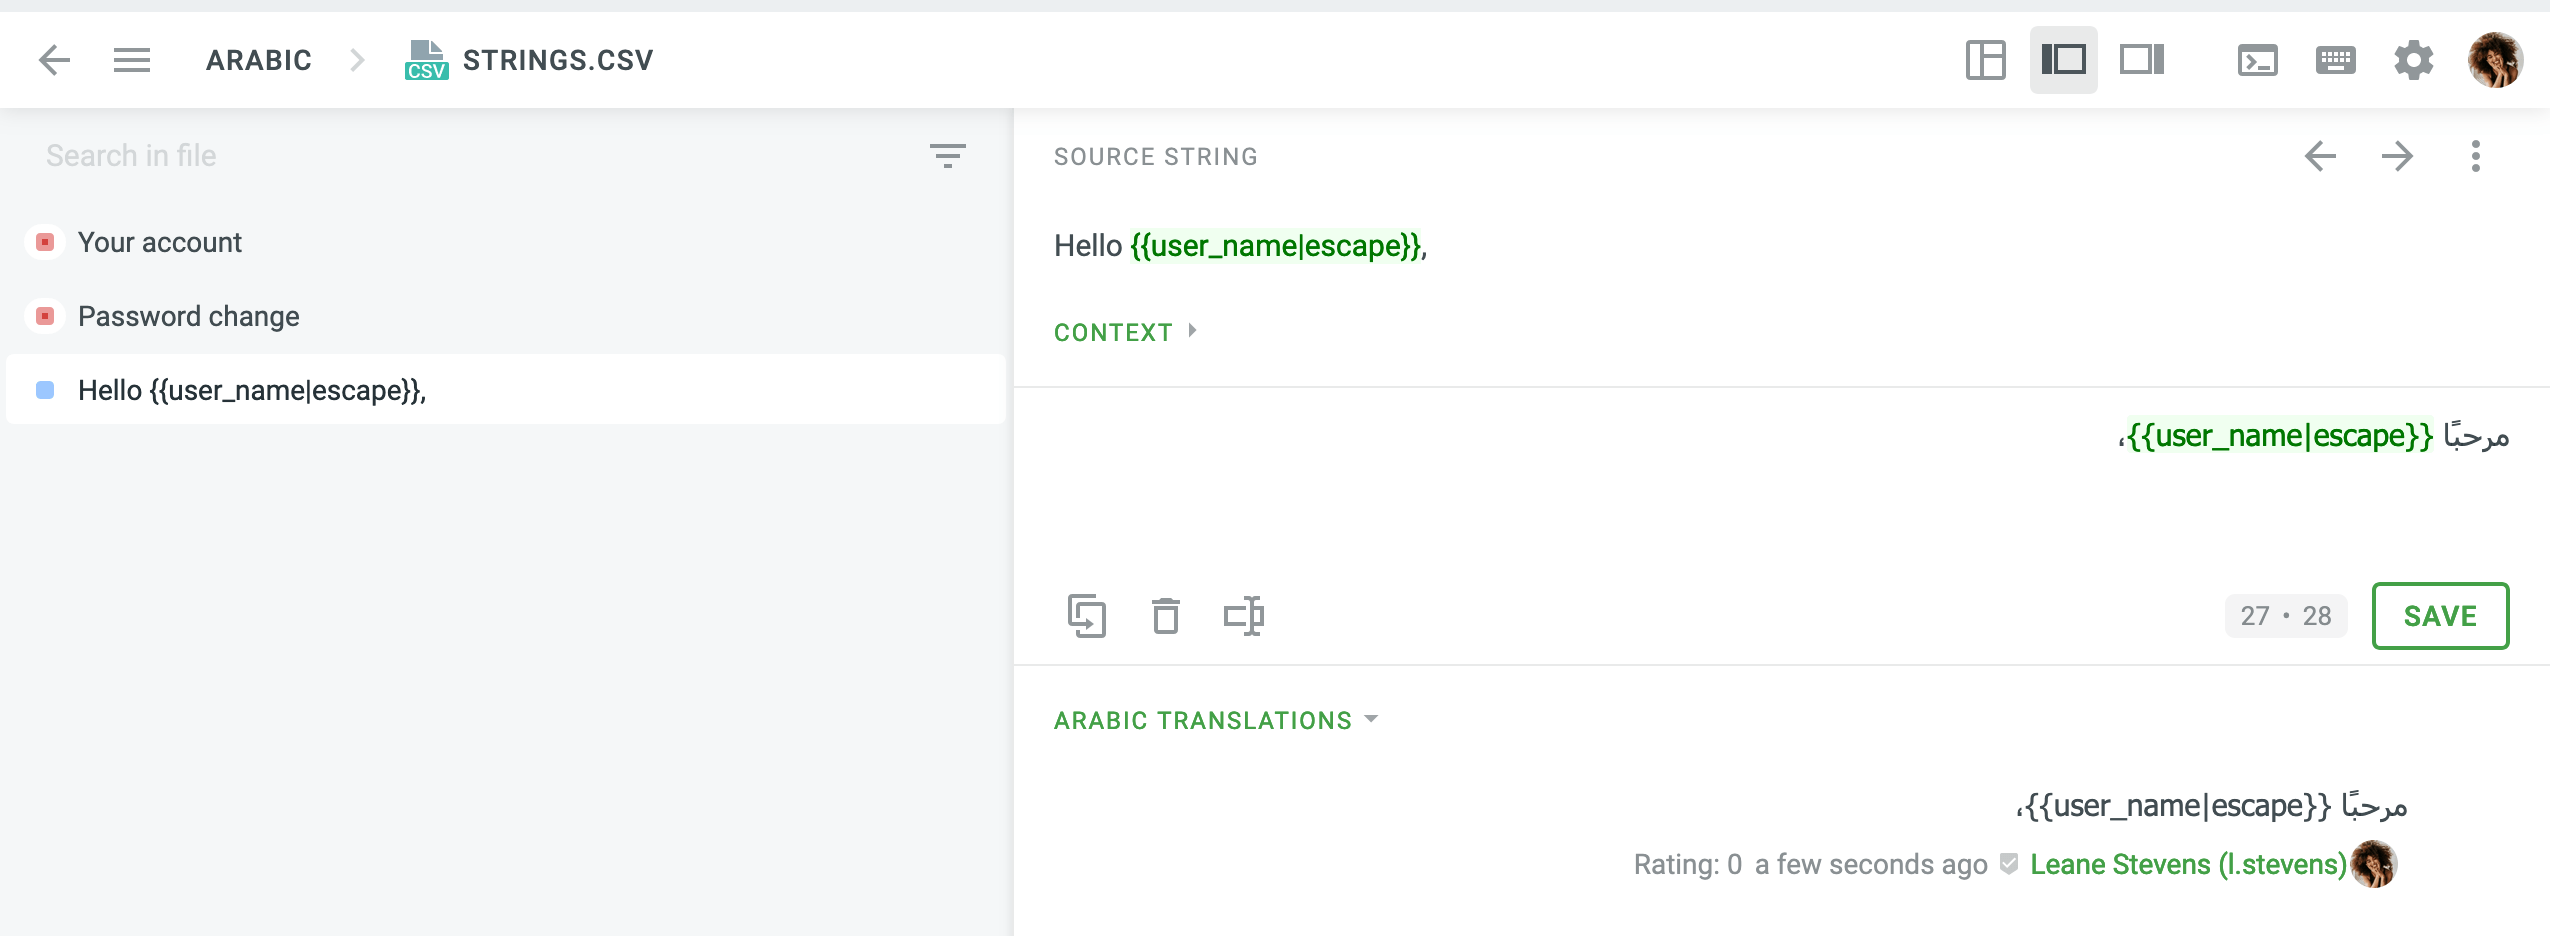 ARABIC
CSV
STRINGS.CSV
Search in file
Your account
Password change
Hello {{user_name|escape}},
SOURCE STRING
Hello {{user_name|escape}},
CONTEXT
مرحبًا {{user_name|escape}}،
27 • 28
SAVE
ARABIC TRANSLATIONS
مرحبًا {{user_name|escape}}،
Rating: 0 a few seconds ago Leane Stevens (l.stevens)